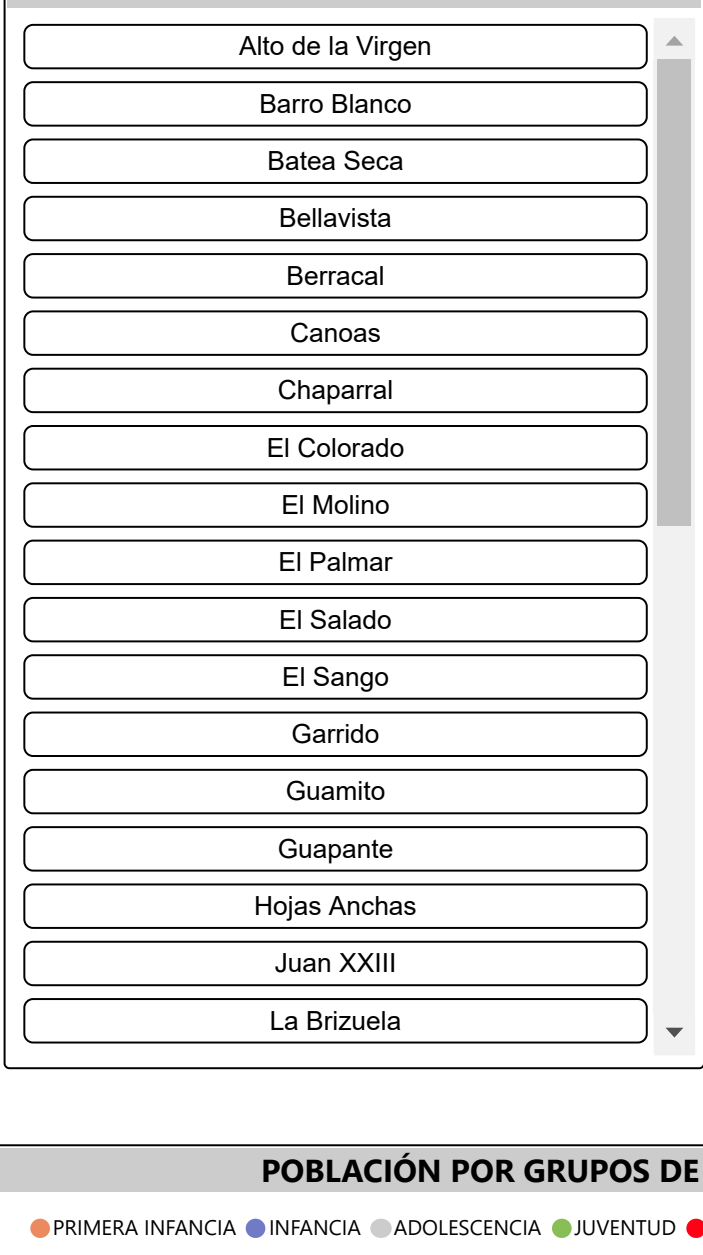 Alto de la Virgen
Barro Blanco
Batea Seca
Bellavista
Berracal
Canoas
Chaparral
El Colorado
El Molino
El Palmar
El Salado
El Sango
Garrido
Guamito
Guapante
Hojas Anchas
Juan XXIII
La Brizuela
POBLACIÓN POR GRUPOS DE
PRIMERA INFANCIA INFANCIA ADOLESCENCIA JUVENTUD